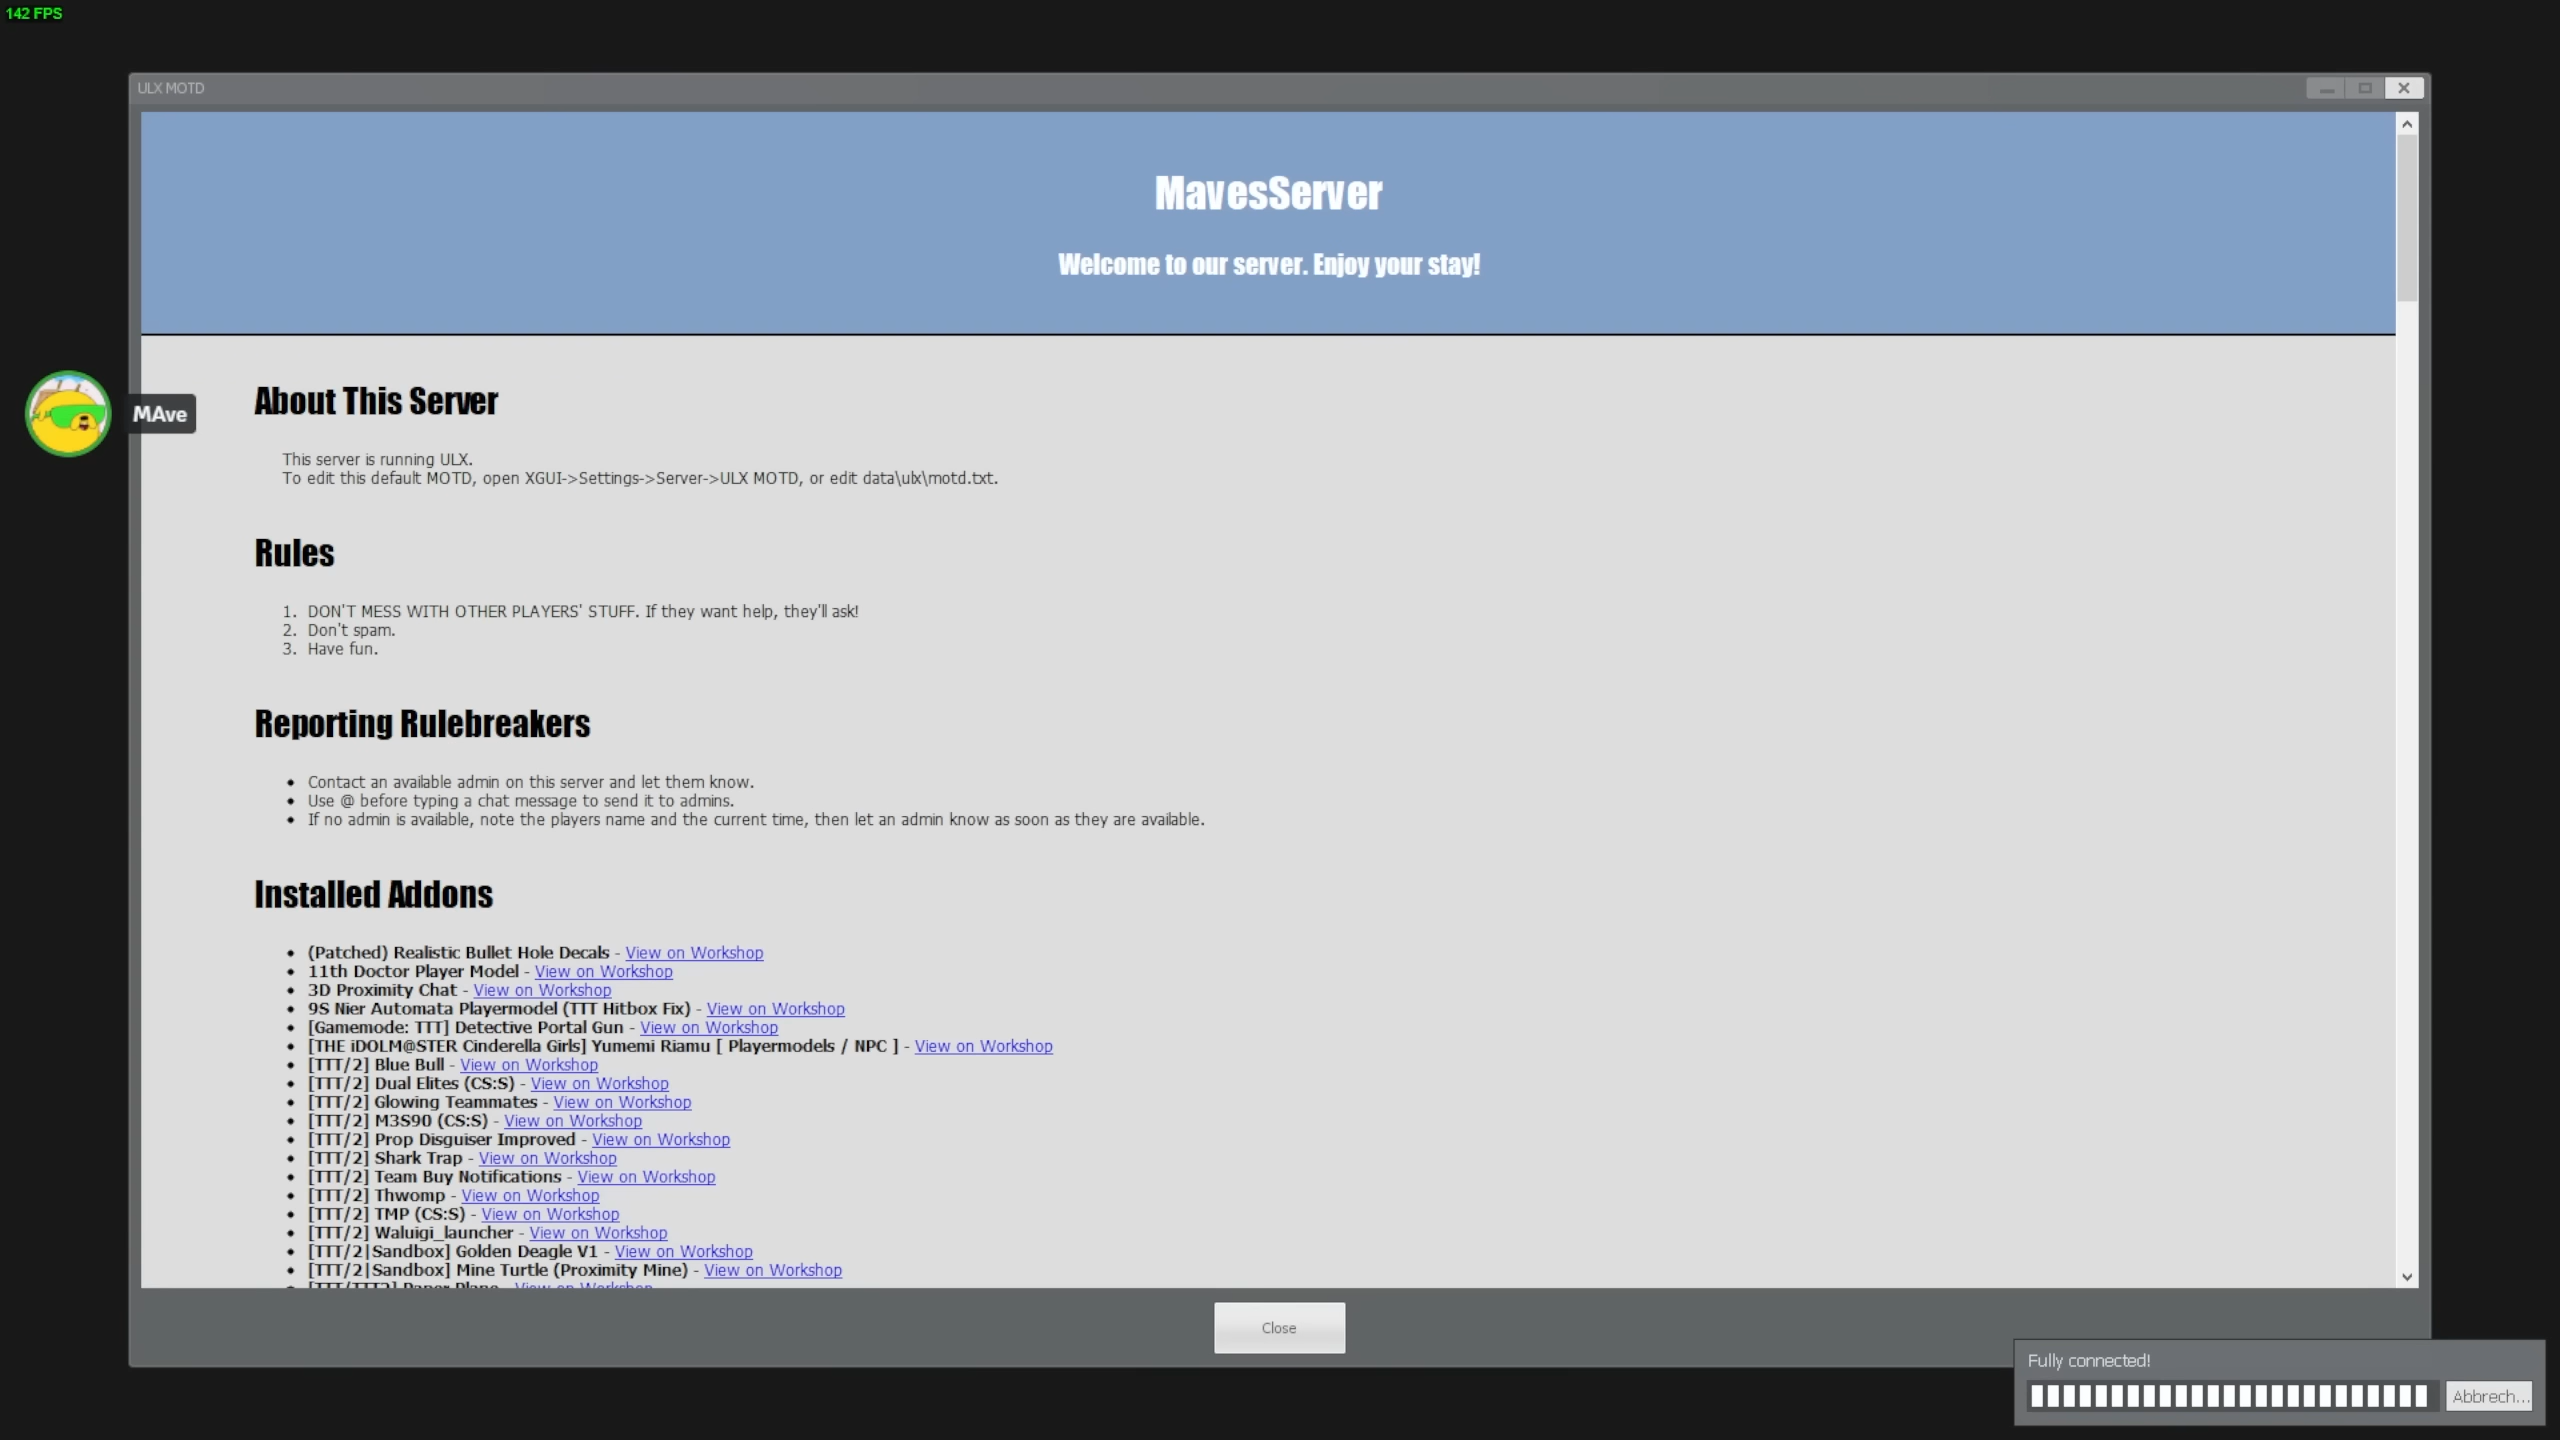 142 FPS
ULX MOTD
MavesServer
Welcome to our server. Enjoy your stay!
MAve
About This Server
This server is running ULX.
To edit this default MOTD, open XGUI->Settings->Server->ULX MOTD, or edit data\ulx\motd.txt.
Rules
1. DON'T MESS WITH OTHER PLAYERS' STUFF. If they want help, they'll ask!
2. Don't spam.
3. Have fun.
Reporting Rulebreakers
• Contact an available admin on this server and let them know.
• Use @ before typing a chat message to send it to admins.
• If no admin is available, note the players name and the current time, then let an admin know as soon as they are available.
Installed Addons
• (Patched) Realistic Bullet Hole Decals - View on Workshop
• 11th Doctor Player Model - View on Workshop
• 3D Proximity Chat - View on Workshop
• 9S Nier Automata Playermodel (TTT Hitbox Fix) - View on Workshop
• [Gamemode: TTT] Detective Portal Gun - View on Workshop
• [THE iDOLM@STER Cinderella Girls] Yumemi Riamu [ Playermodels / NPC ] - View on Workshop
• [TTT/2] Blue Bull - View on Workshop
• [TTT/2] Dual Elites (CS:S) - View on Workshop
• [TTT/2] Glowing Teammates - View on Workshop
• [TTT/2] M3S90 (CS:S) - View on Workshop
• [TTT/2] Prop Disguiser Improved - View on Workshop
• [TTT/2] Shark Trap - View on Workshop
• [TTT/2] Team Buy Notifications - View on Workshop
• [TTT/2] Thwomp - View on Workshop
• [TTT/2] TMP (CS:S) - View on Workshop
• [TTT/2] Waluigi_launcher - View on Workshop
• [TTT/2|Sandbox] Golden Deagle V1 - View on Workshop
• [TTT/2|Sandbox] Mine Turtle (Proximity Mine) - View on Workshop
• [TTT/TTT2] Paper Plane - View on Workshop
Close
Fully connected!
Abbrech...